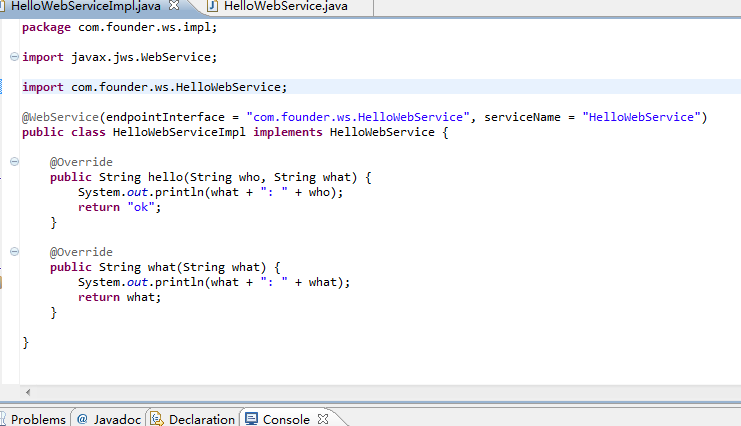 HelloWebServiceImpl.java HelloWebService.java
package com.founder.ws.impl;
import javax.jws.WebService;
import com.founder.ws.HelloWebService;
@WebService(endpointInterface = "com.founder.ws.HelloWebService", serviceName = "HelloWebService")
public class HelloWebServiceImpl implements HelloWebService {
@Override
public String hello(String who, String what) {
System.out.println(what + ": " + who);
return "ok";
}
@Override
public String what(String what) {
System.out.println(what + ": " + what);
return what;
}
}
Problems @ Javadoc Declaration Console